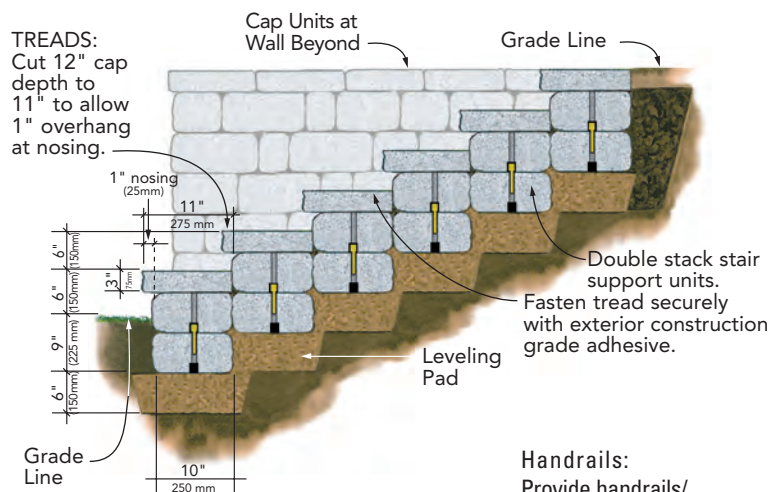 TREADS:
Cut 12" cap
depth to
11" to allow
1" overhang
at nosing.
Cap Units at
Wall Beyond
Grade Line
1" nosing
(25mm)
11"
275 mm
6"
(150mm)
6"
(150mm)
3"
75mm
9"
(225 mm)
6"
(150mm)
Double stack stair
support units.
Fasten tread securely
with exterior construction
grade adhesive.
Leveling
Pad
Grade
Line
10"
250 mm
Handrails:
Provide handrails/